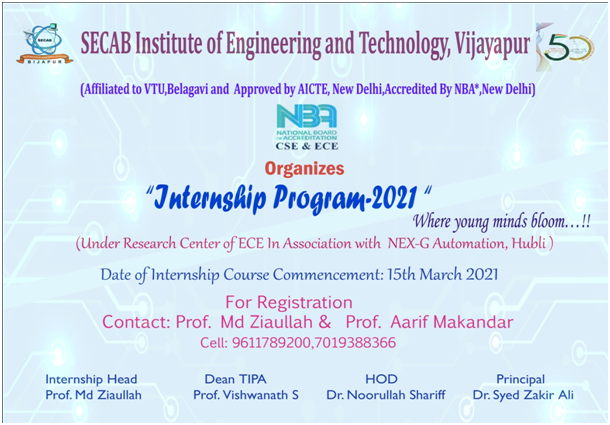 SECAB
BIJAPUR
SECAB Institute of Engineering and Technology, Vijayapur
50
(Affiliated to VTU,Belagavi and Approved by AICTE, New Delhi,Accredited By NBA*,New Delhi)
NBA
NATIONAL BOARD
of ACCREDITATION
CSE & ECE
Organizes
“Internship Program-2021 “
Where young minds bloom...!!
(Under Research Center of ECE In Association with NEX-G Automation, Hubli )
Date of Internship Course Commencement: 15th March 2021
For Registration
Contact: Prof. Md Ziaullah & Prof. Aarif Makandar
Cell: 9611789200,7019388366
Internship Head Dean TIPA HOD Principal
Prof. Md Ziaullah Prof. Vishwanath S Dr. Noorullah Shariff Dr. Syed Zakir Ali